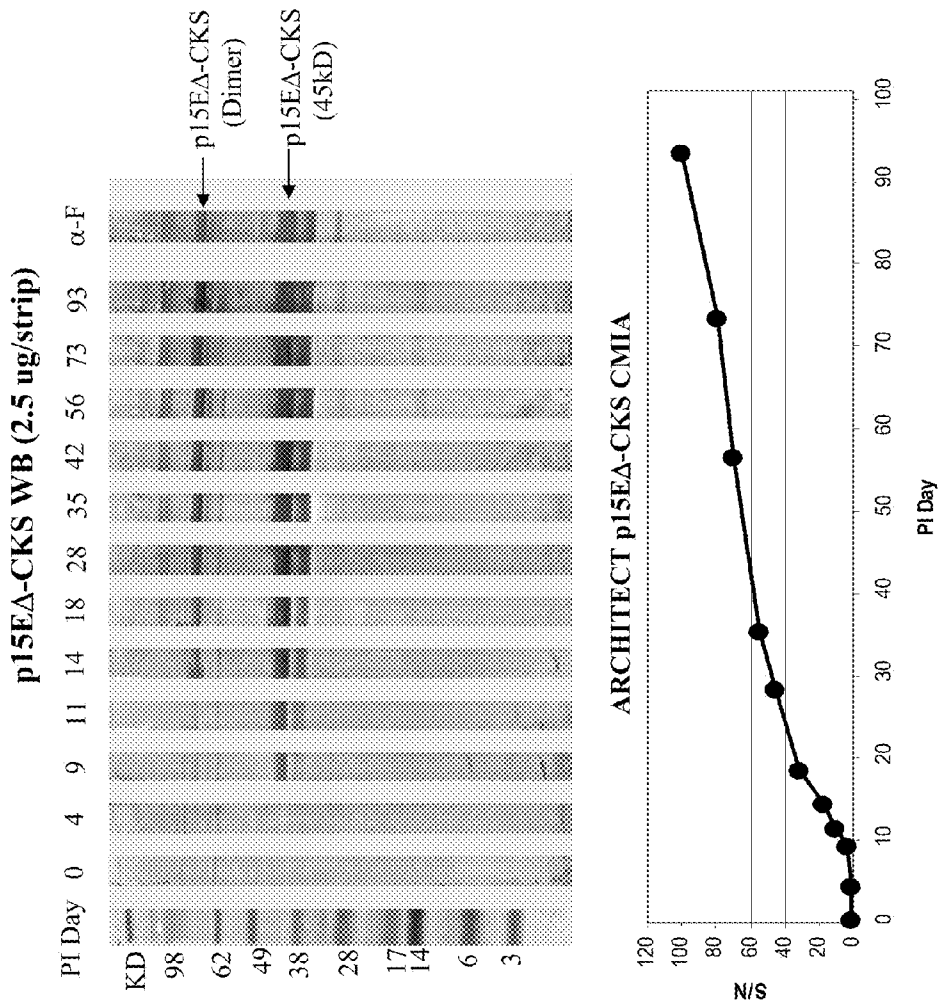 p15EΔ-CKS WB (2.5 ug/strip)
PI Day 0 4 9 11 14 18 28 35 42 56 73 93 α-F
KD
98
62
49
38
28
17
14
6
3
p15EΔ-CKS
(Dimer)
p15EΔ-CKS
(45kD)
ARCHITECT p15EΔ-CKS CMIA
S/N
100
80
60
40
20
0
0 10 20 30 40 50 60 70 80 90 100
PI Day